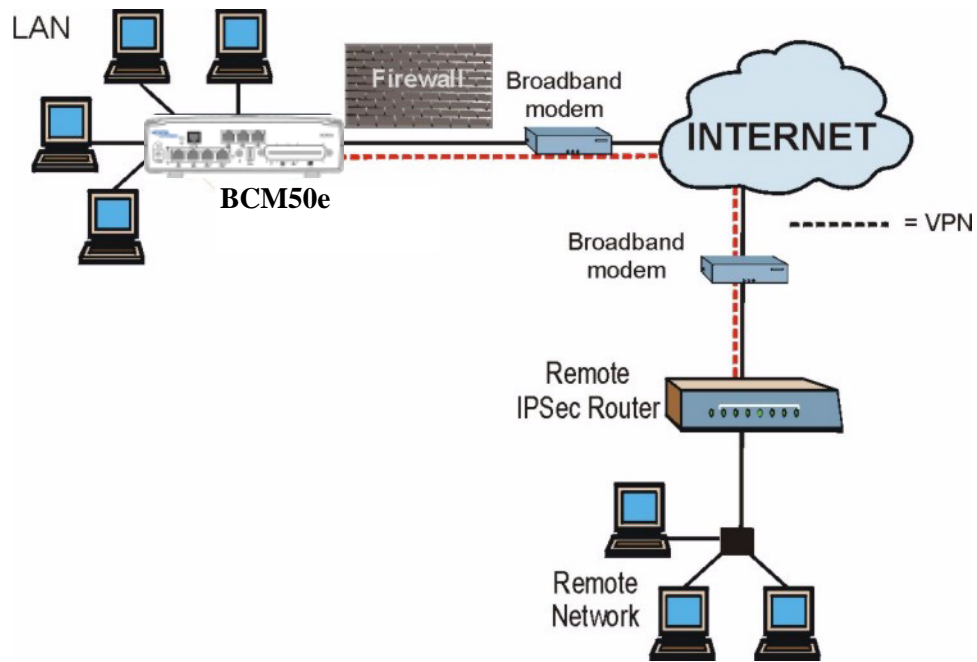 LAN
Firewall
Broadband
modem
INTERNET
BCM50e
= VPN
Broadband
modem
Remote
IPSec Router
Remote
Network